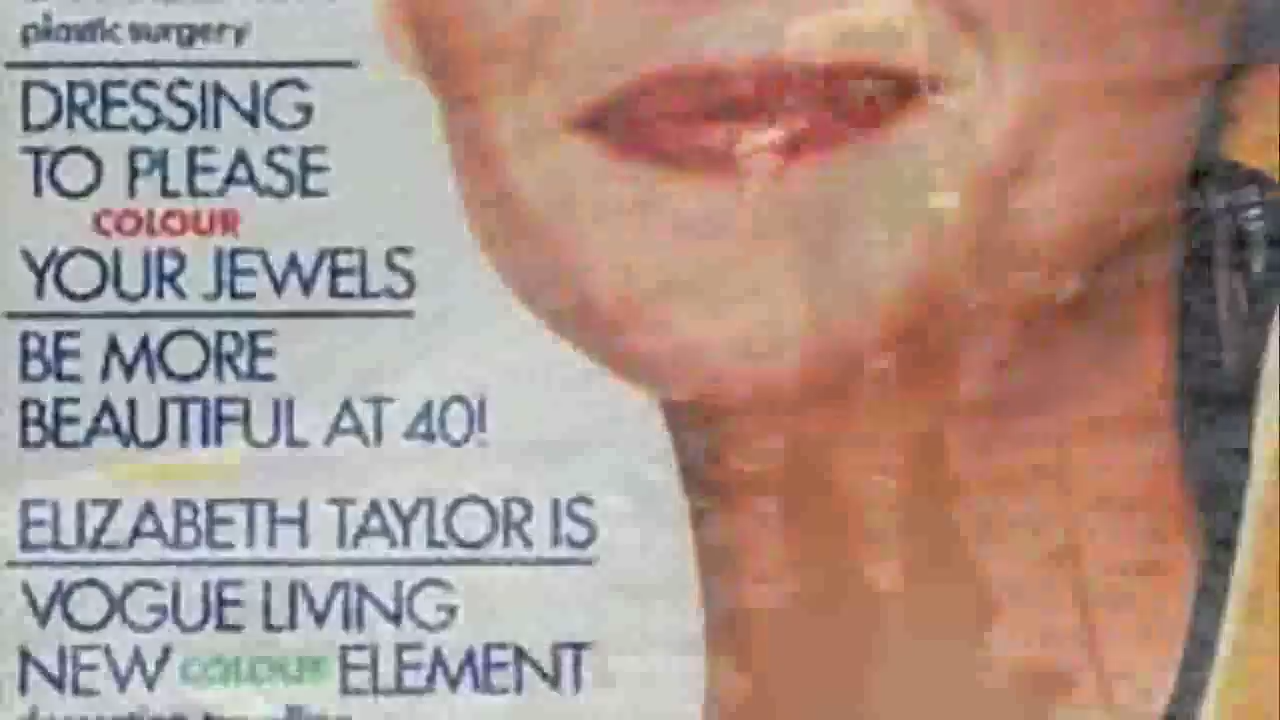 plastic surgery
DRESSING
TO PLEASE
COLOUR
YOUR JEWELS
BE MORE
BEAUTIFUL AT 40!
ELIZABETH TAYLOR IS
VOGUE LIVING
NEW COLOUR ELEMENT